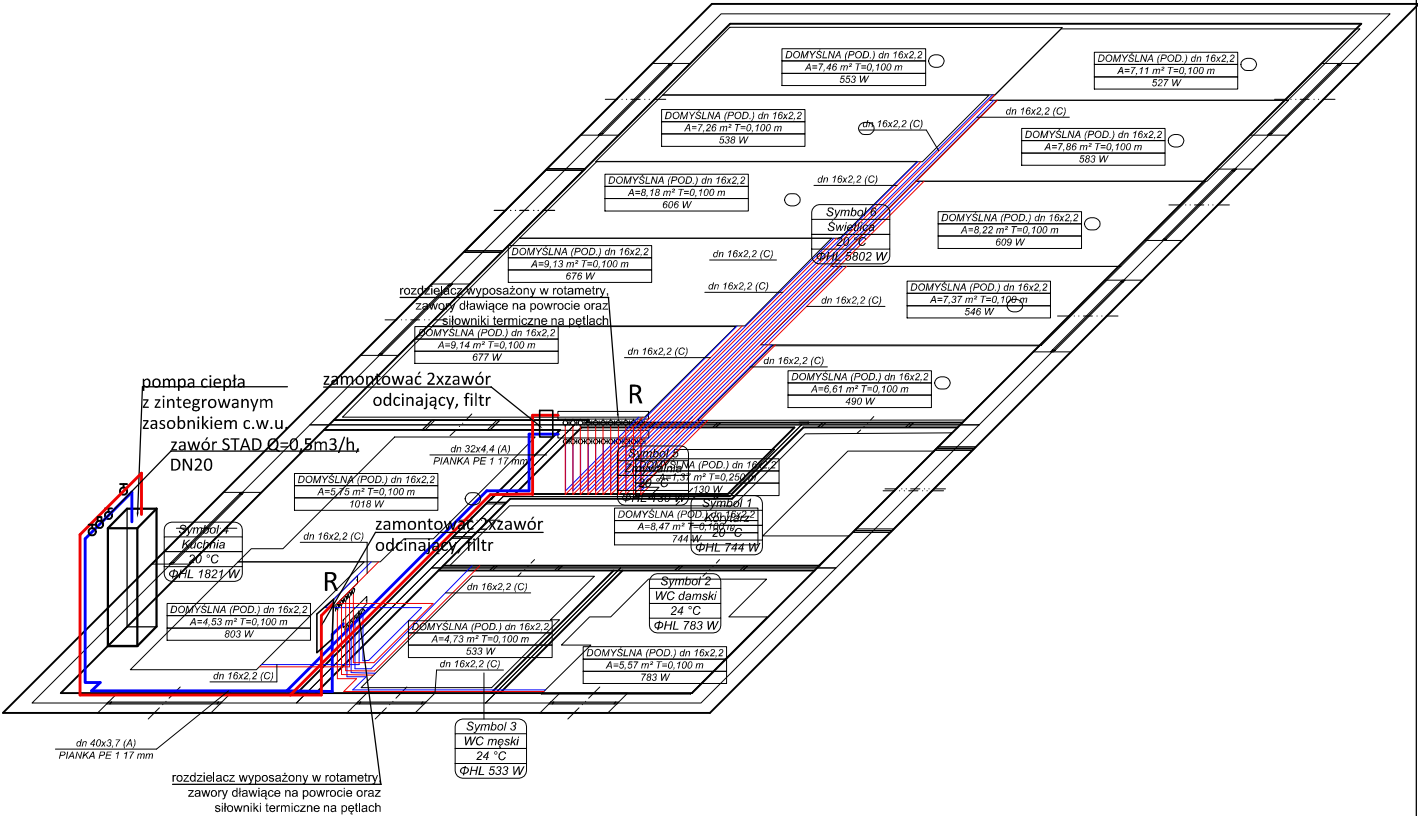 DOMYŚLNA (POD.) dn 16x2,2
A=7,46 m² T=0,100 m
553 W
DOMYŚLNA (POD.) dn 16x2,2
A=7,11 m² T=0,100 m
527 W
DOMYŚLNA (POD.) dn 16x2,2
A=7,26 m² T=0,100 m
538 W
dn 16x2,2 (C)
dn 16x2,2 (C)
DOMYŚLNA (POD.) dn 16x2,2
A=7,86 m² T=0,100 m
583 W
DOMYŚLNA (POD.) dn 16x2,2
A=8,18 m² T=0,100 m
606 W
dn 16x2,2 (C)
Symbol 6
Świetlica
20 °C
ΦHL 5802 W
DOMYŚLNA (POD.) dn 16x2,2
A=8,22 m² T=0,100 m
609 W
DOMYŚLNA (POD.) dn 16x2,2
A=9,13 m² T=0,100 m
676 W
dn 16x2,2 (C)
dn 16x2,2 (C)
dn 16x2,2 (C)
DOMYŚLNA (POD.) dn 16x2,2
A=7,37 m² T=0,100 m
546 W
rozdzielacz wyposażony w rotametry,
zawory dławiące na powrocie oraz
siłowniki termiczne na pętlach
DOMYŚLNA (POD.) dn 16x2,2
A=9,14 m² T=0,100 m
677 W
dn 16x2,2 (C)
dn 16x2,2 (C)
DOMYŚLNA (POD.) dn 16x2,2
A=6,61 m² T=0,100 m
490 W
pompa ciepła
z zintegrowanym
zasobnikiem c.w.u.
zamontować 2xzawór
odcinający, filtr
R
zawór STAD Q=0,5m3/h,
DN20
dn 32x4,4 (A)
PIANKA PE 1 17 mm
Symbol 5
DOMYŚLNA (POD.) dn 16x2,2
A=1,37 m² T=0,250 m
130 W
DOMYŚLNA (POD.) dn 16x2,2
A=5,75 m² T=0,100 m
1018 W
Symbol 1
20 °C
ΦHL 744 W
DOMYŚLNA (POD.) dn 16x2,2
A=8,47 m² T=0,100 m
744 W
zamontować 2xzawór
odcinający, filtr
Symbol 4
Kuchnia
20 °C
ΦHL 1821 W
dn 16x2,2 (C)
R
dn 16x2,2 (C)
Symbol 2
WC damski
24 °C
ΦHL 783 W
DOMYŚLNA (POD.) dn 16x2,2
A=4,53 m² T=0,100 m
803 W
DOMYŚLNA (POD.) dn 16x2,2
A=4,73 m² T=0,100 m
533 W
DOMYŚLNA (POD.) dn 16x2,2
A=5,57 m² T=0,100 m
783 W
dn 16x2,2 (C)
dn 16x2,2 (C)
Symbol 3
WC męski
24 °C
ΦHL 533 W
dn 40x3,7 (A)
PIANKA PE 1 17 mm
rozdzielacz wyposażony w rotametry,
zawory dławiące na powrocie oraz
siłowniki termiczne na pętlach